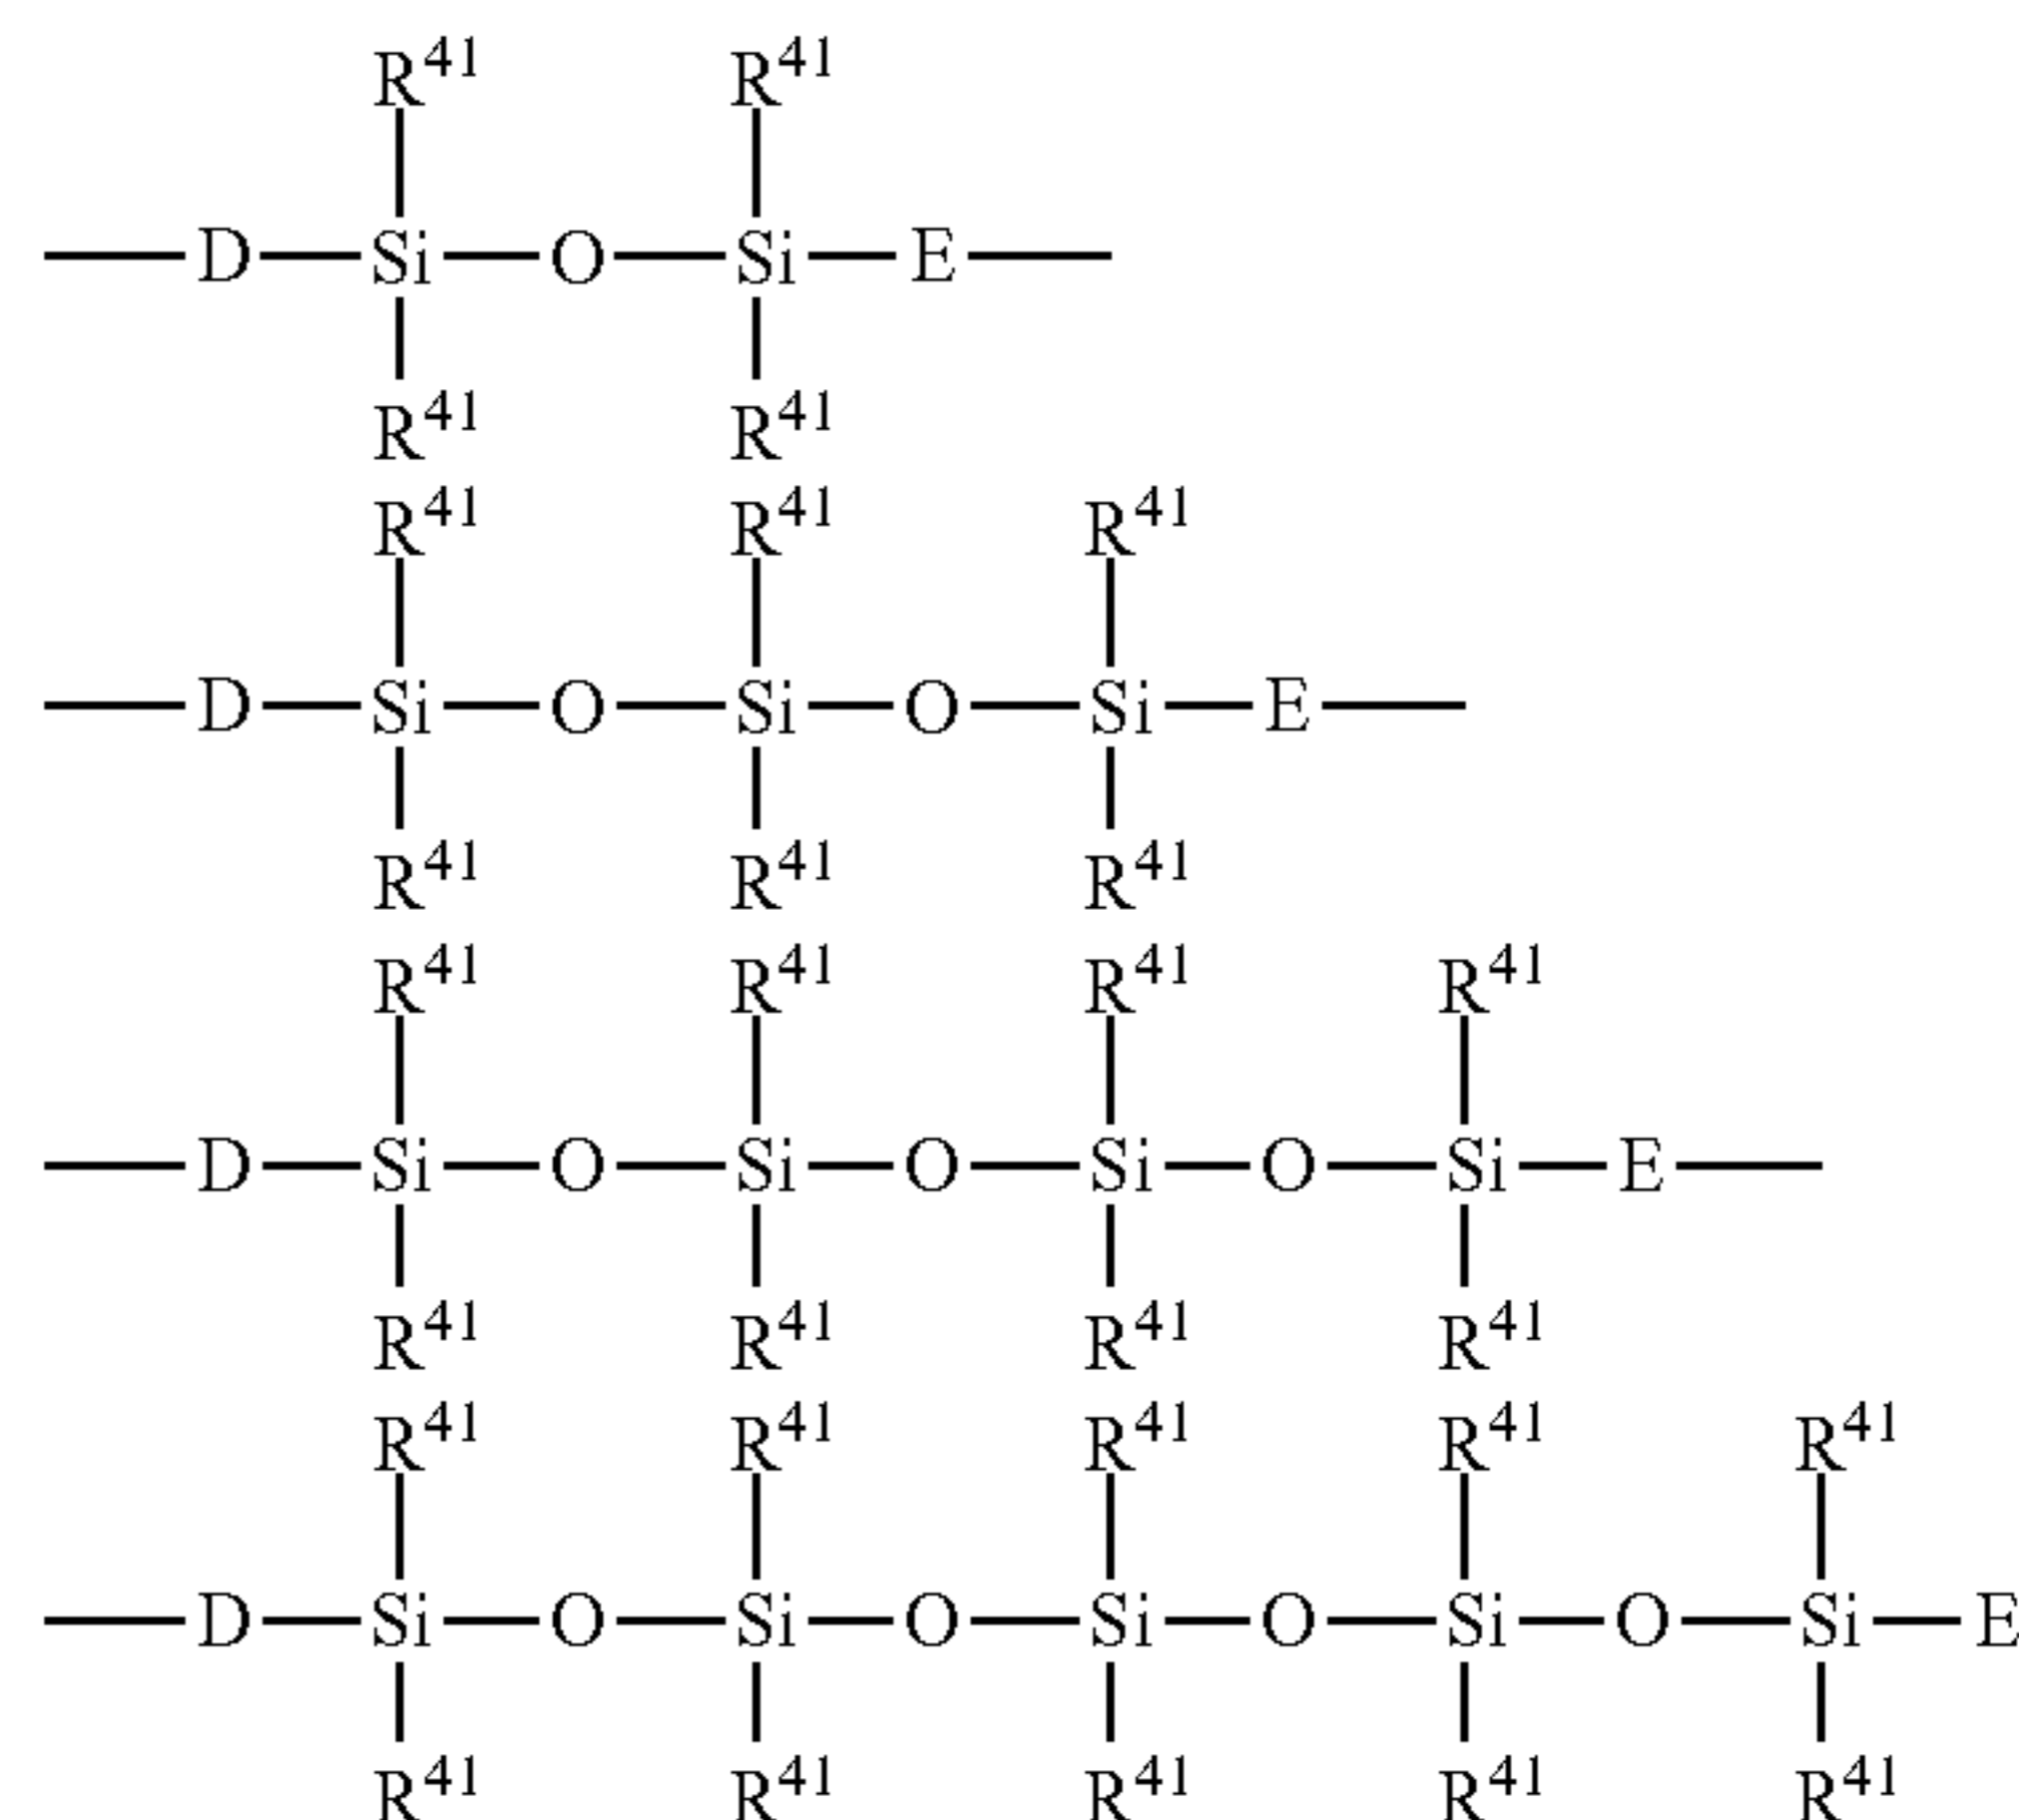 R⁴¹ R⁴¹
D Si O Si E
R⁴¹ R⁴¹
R⁴¹ R⁴¹ R⁴¹
D Si O Si O Si E
R⁴¹ R⁴¹ R⁴¹
R⁴¹ R⁴¹ R⁴¹ R⁴¹
D Si O Si O Si O Si E
R⁴¹ R⁴¹ R⁴¹ R⁴¹
R⁴¹ R⁴¹ R⁴¹ R⁴¹ R⁴¹
D Si O Si O Si O Si O Si E
R⁴¹ R⁴¹ R⁴¹ R⁴¹ R⁴¹